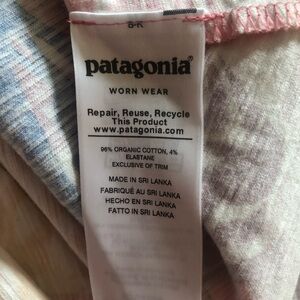 patagonia®
WORN WEAR
Repair, Reuse, Recycle
This Product
www.patagonia.com
96% ORGANIC COTTON, 4%
ELASTANE
EXCLUSIVE OF TRIM
MADE IN SRI LANKA
FABRIQUÉ AU SRI LANKA
HECHO EN SRI LANKA
FATTO IN SRI LANKA